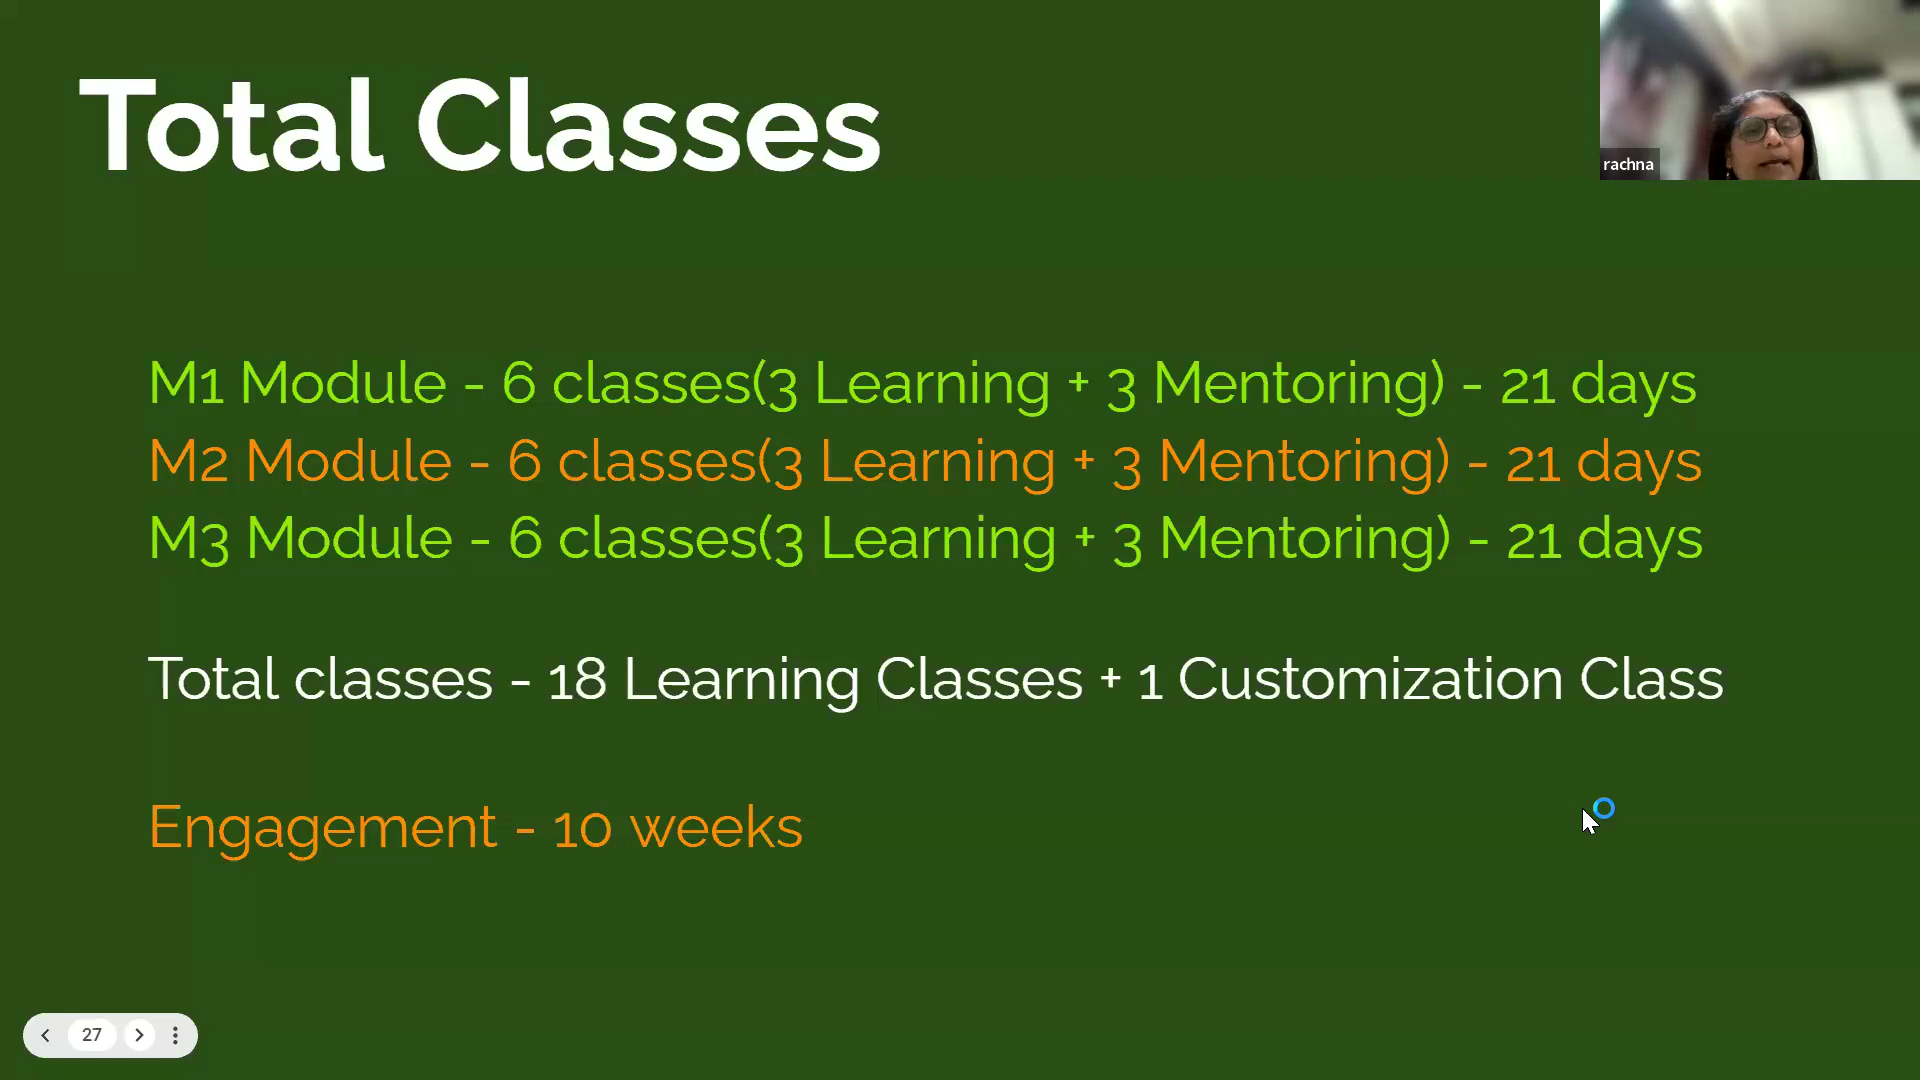 Total Classes
rachna
M1 Module - 6 classes(3 Learning + 3 Mentoring) - 21 days
M2 Module - 6 classes(3 Learning + 3 Mentoring) - 21 days
M3 Module - 6 classes(3 Learning + 3 Mentoring) - 21 days
Total classes - 18 Learning Classes + 1 Customization Class
Engagement - 10 weeks
27